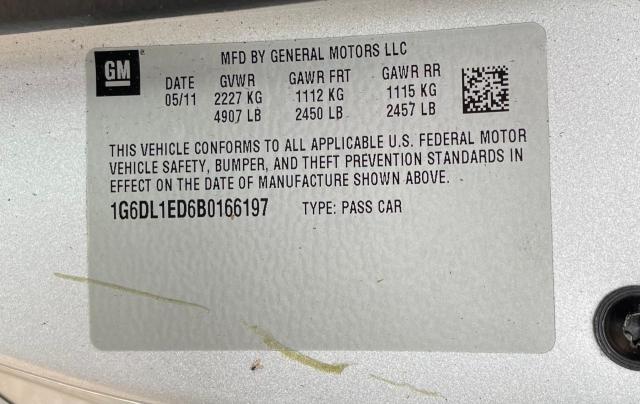 GM
MFD BY GENERAL MOTORS LLC
DATE GVWR GAWR FRT GAWR RR
05/11 2227 KG 1112 KG 1115 KG
4907 LB 2450 LB 2457 LB
THIS VEHICLE CONFORMS TO ALL APPLICABLE U.S. FEDERAL MOTOR
VEHICLE SAFETY, BUMPER, AND THEFT PREVENTION STANDARDS IN
EFFECT ON THE DATE OF MANUFACTURE SHOWN ABOVE.
1G6DL1ED6B0166197 TYPE: PASS CAR